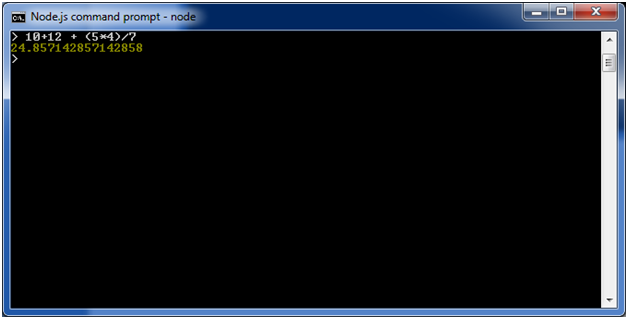 Node.js command prompt - node
> 10+12 + (5*4)/7
24.857142857142858
>